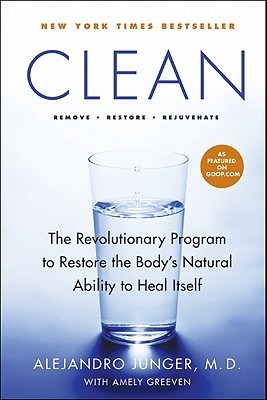 NEW YORK TIMES BESTSELLER
CLEAN
REMOVE • RESTORE • REJUVENATE
AS
FEATURED
ON
GOOP.COM
The Revolutionary Program
to Restore the Body's Natural
Ability to Heal Itself
ALEJANDRO JUNGER, M.D.
WITH AMELY GREEVEN